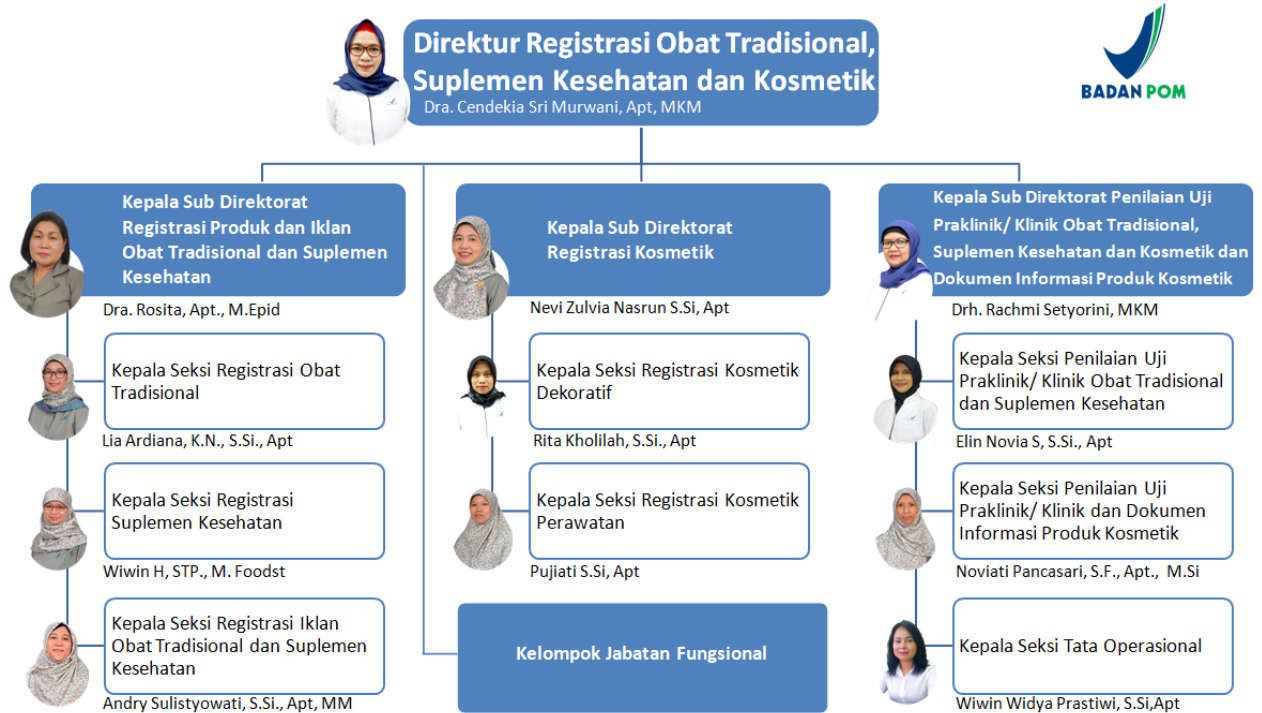 Direktur Registrasi Obat Tradisional,
Suplemen Kesehatan dan Kosmetik
Dra. Cendekia Sri Murwani, Apt, MKM
BADAN POM
Kepala Sub Direktorat
Registrasi Produk dan Iklan
Obat Tradisional dan Suplemen
Kesehatan
Dra. Rosita, Apt., M.Epid
Kepala Seksi Registrasi Obat
Tradisional
Lia Ardiana, K.N., S.Si., Apt
Kepala Seksi Registrasi
Suplemen Kesehatan
Wiwin H, STP., M. Foodst
Kepala Seksi Registrasi Iklan
Obat Tradisional dan Suplemen
Kesehatan
Andry Sulistyowati, S.Si., Apt, MM
Kepala Sub Direktorat
Registrasi Kosmetik
Nevi Zulvia Nasrun S.Si, Apt
Kepala Seksi Registrasi Kosmetik
Dekoratif
Rita Kholilah, S.Si., Apt
Kepala Seksi Registrasi Kosmetik
Perawatan
Pujiati S.Si, Apt
Kelompok Jabatan Fungsional
Kepala Sub Direktorat Penilaian Uji
Praklinik/ Klinik Obat Tradisional,
Suplemen Kesehatan dan Kosmetik dan
Dokumen Informasi Produk Kosmetik
Drh. Rachmi Setyorini, MKM
Kepala Seksi Penilaian Uji
Praklinik/ Klinik Obat Tradisional
dan Suplemen Kesehatan
Elin Novia S, S.Si., Apt
Kepala Seksi Penilaian Uji
Praklinik/ Klinik dan Dokumen
Informasi Produk Kosmetik
Noviati Pancasari, S.F., Apt., M.Si
Kepala Seksi Tata Operasional
Wiwin Widya Prastiwi, S.Si,Apt